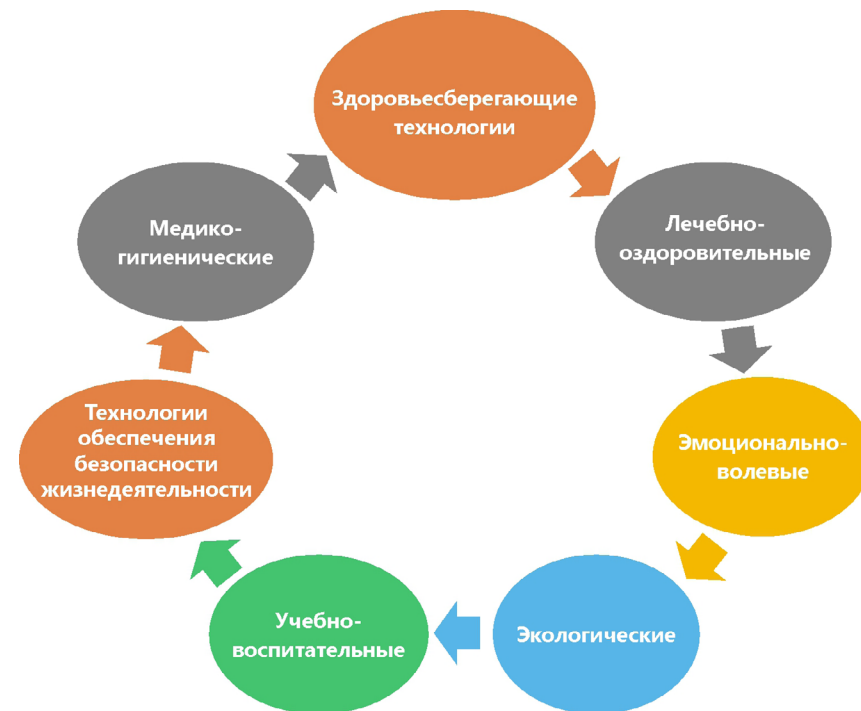 Здоровьесберегающие
технологии
Лечебно-
оздоровительные
Эмоционально-
волевые
Экологические
Учебно-
воспитательные
Технологии
обеспечения
безопасности
жизнедеятельности
Медико-
гигиенические